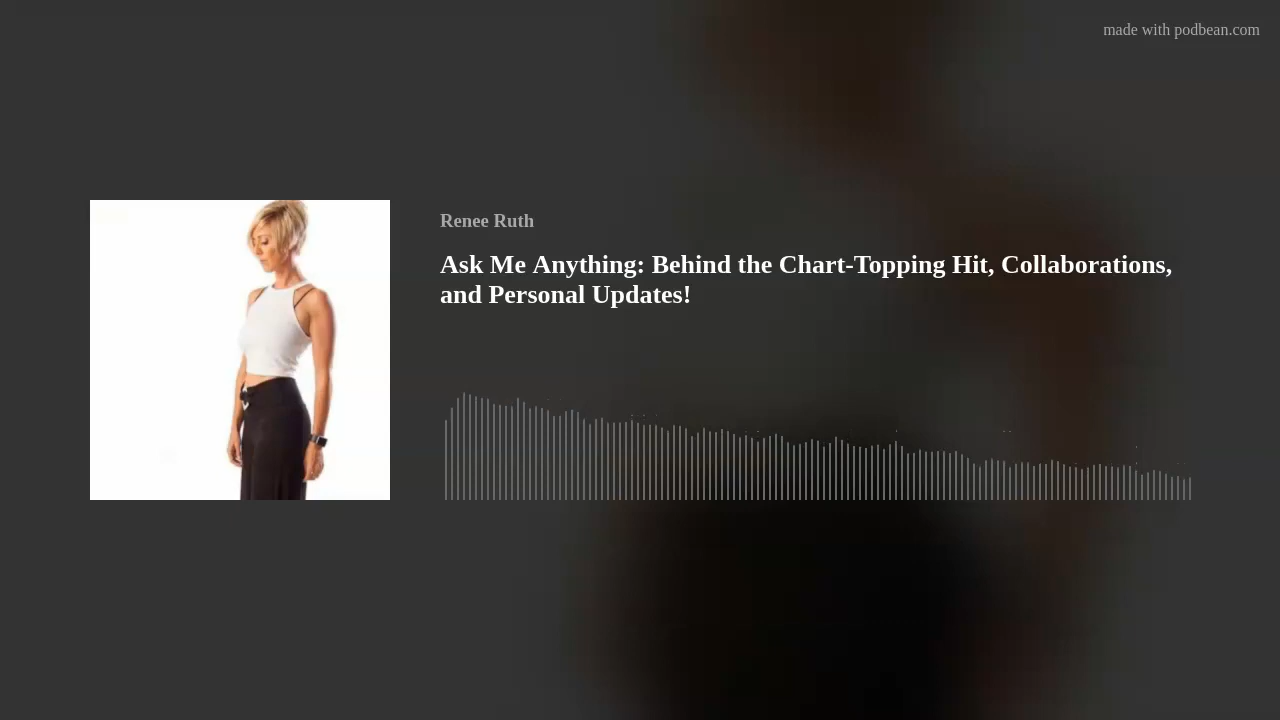 made with podbean.com
Renee Ruth
Ask Me Anything: Behind the Chart-Topping Hit, Collaborations,
and Personal Updates!